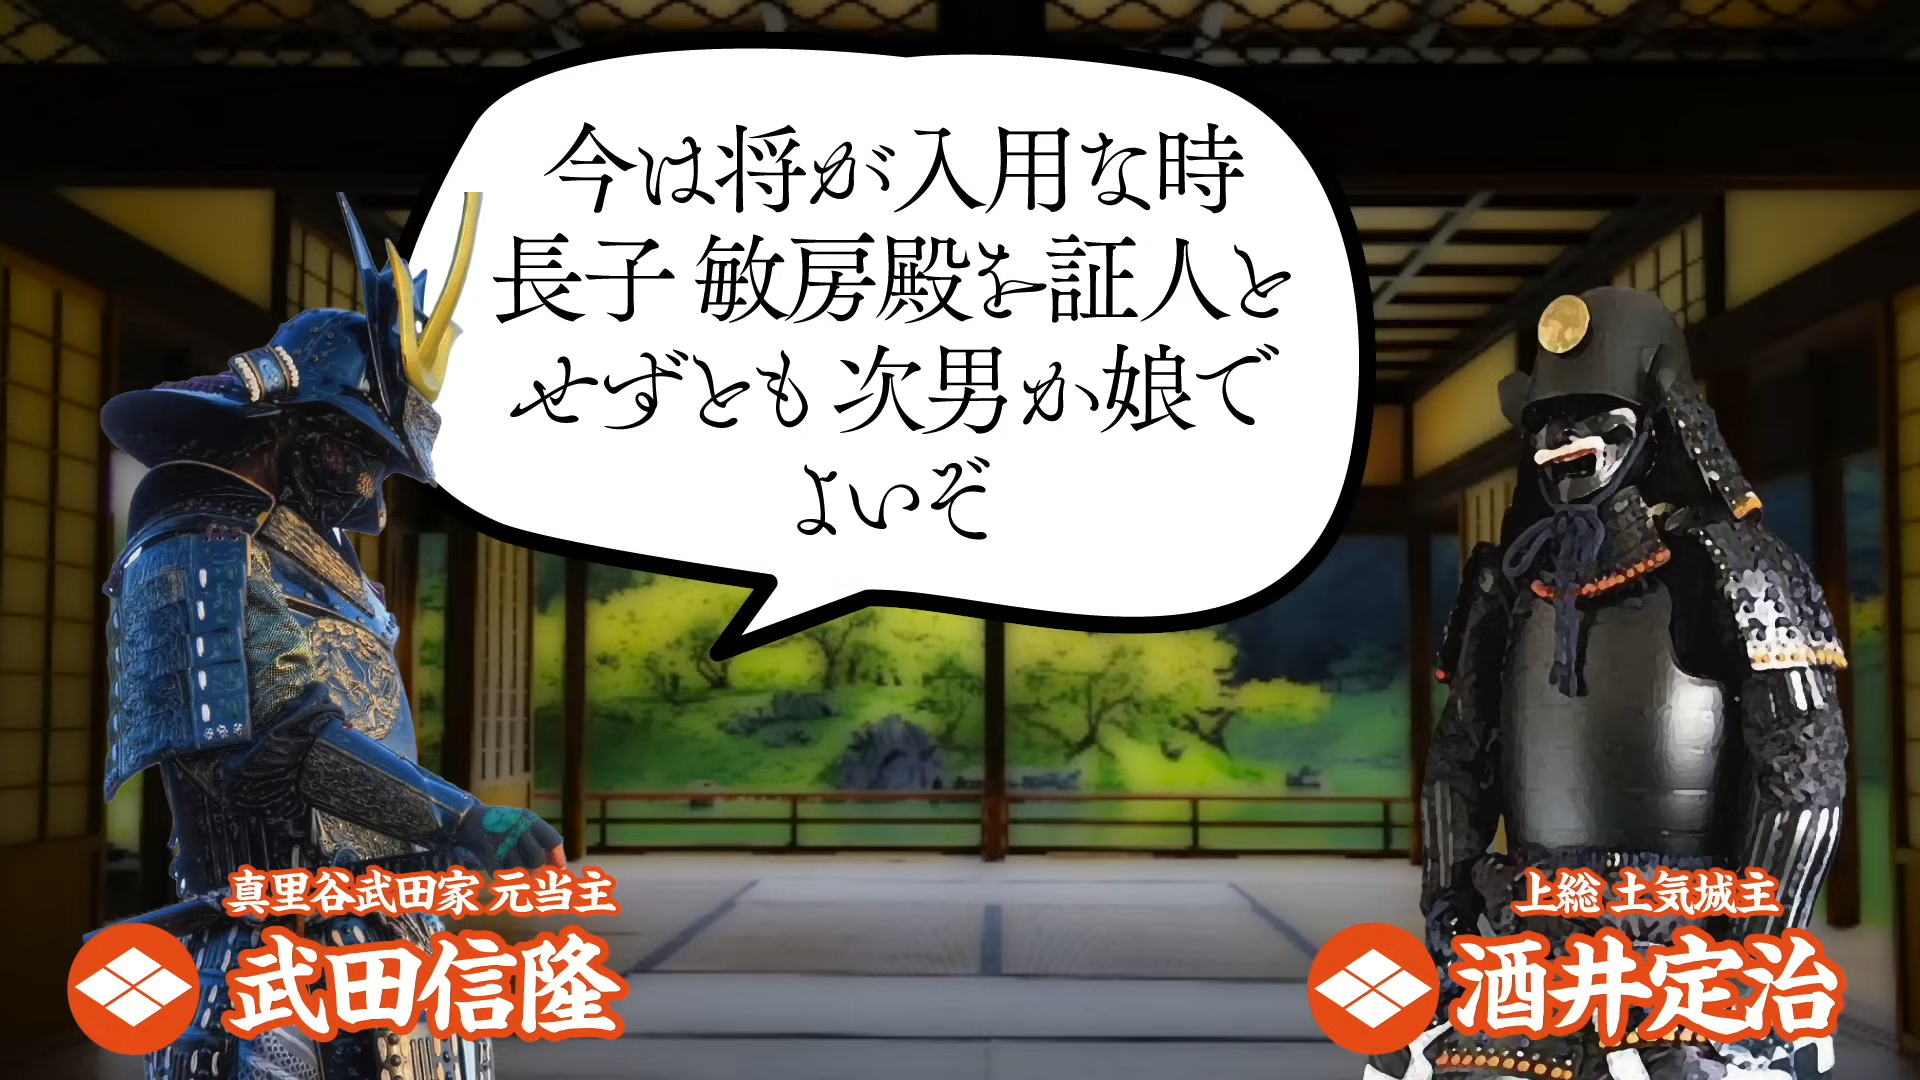 今は将が入用な時
長子 敏房殿を証人と
せずとも 次男か娘で
よいぞ
真里谷武田家 元当主
武田信隆
上総 土気城主
酒井定治